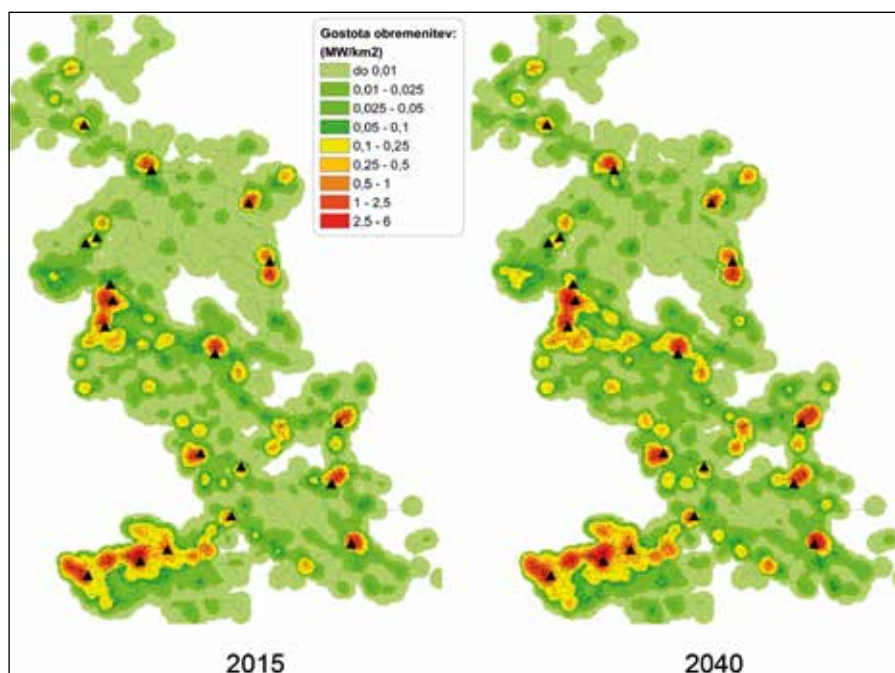 Gostota obremenitev:
(MW/km2)
do 0,01
0,01 - 0,025
0,025 - 0,05
0,05 - 0,1
0,1 - 0,25
0,25 - 0,5
0,5 - 1
1 - 2,5
2,5 - 6
2015
2040